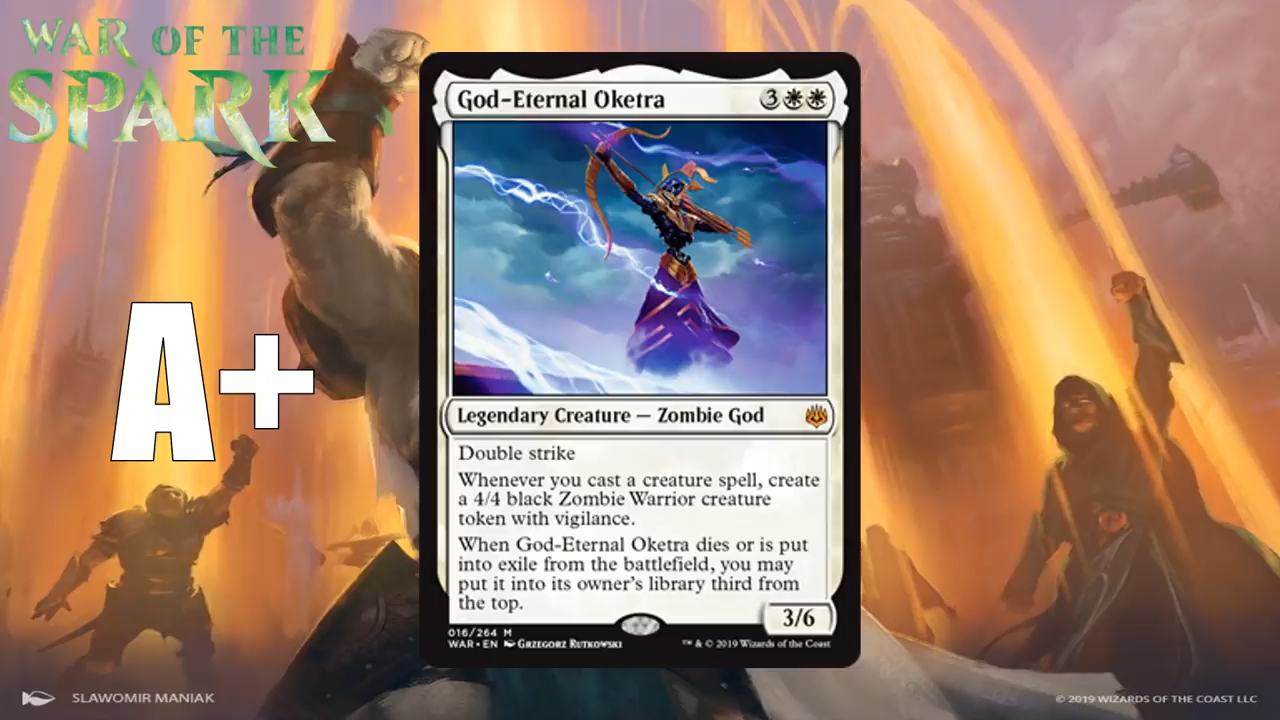 WAR OF THE
SPARK
A+
God-Eternal Oketra
3
Legendary Creature — Zombie God
Double strike
Whenever you cast a creature spell, create
a 4/4 black Zombie Warrior creature
token with vigilance.
When God-Eternal Oketra dies or is put
into exile from the battlefield, you may
put it into its owner's library third from
the top.
3/6
016/264 M
WAR • EN GRZEGORZ RUTKOWSKI
™ & © 2019 Wizards of the Coast
SLAWOMIR MANIAK
© 2019 WIZARDS OF THE COAST LLC